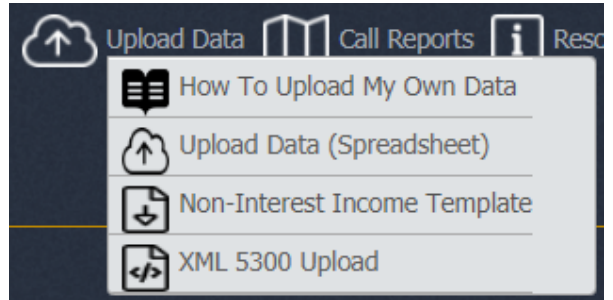 Upload Data Call Reports
How To Upload My Own Data
Upload Data (Spreadsheet)
Non-Interest Income Template
XML 5300 Upload